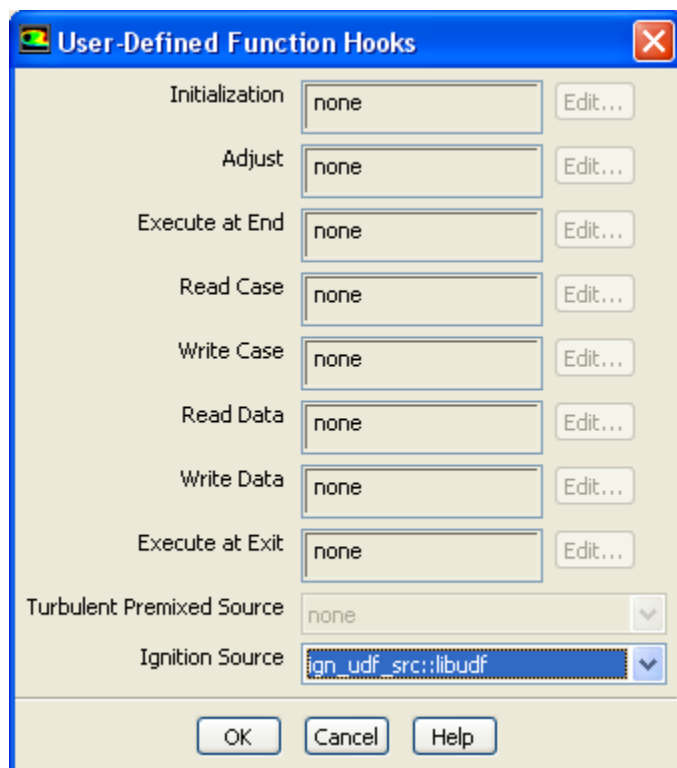 User-Defined Function Hooks
Initialization none Edit...
Adjust none Edit...
Execute at End none Edit...
Read Case none Edit...
Write Case none Edit...
Read Data none Edit...
Write Data none Edit...
Execute at Exit none Edit...
Turbulent Premixed Source none
Ignition Source ign_udf_src::libudf
OK Cancel Help